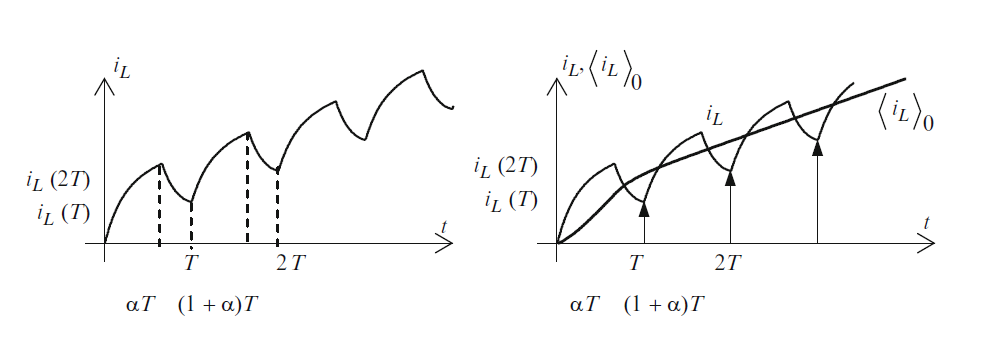 i_L
i_L (2T)
i_L (T)
t
T
2T
αT (1 + α)T
i_L, ⟨i_L⟩_0
i_L
⟨i_L⟩_0
i_L (2T)
i_L (T)
t
T
2T
αT (1 + α)T